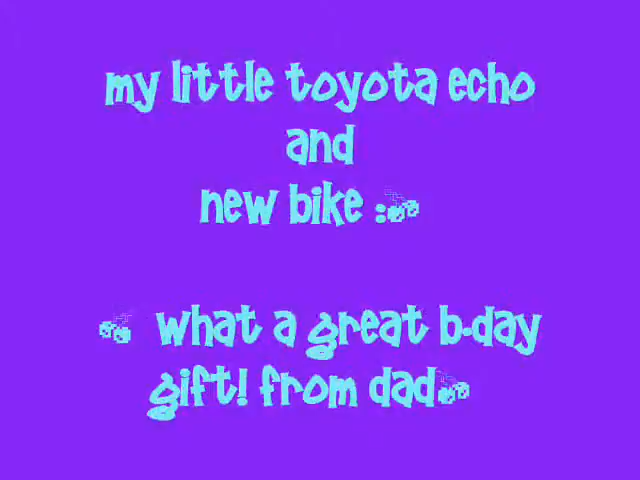 my little toyota echo
and
new bike :
what a great b-day
gift! from dad